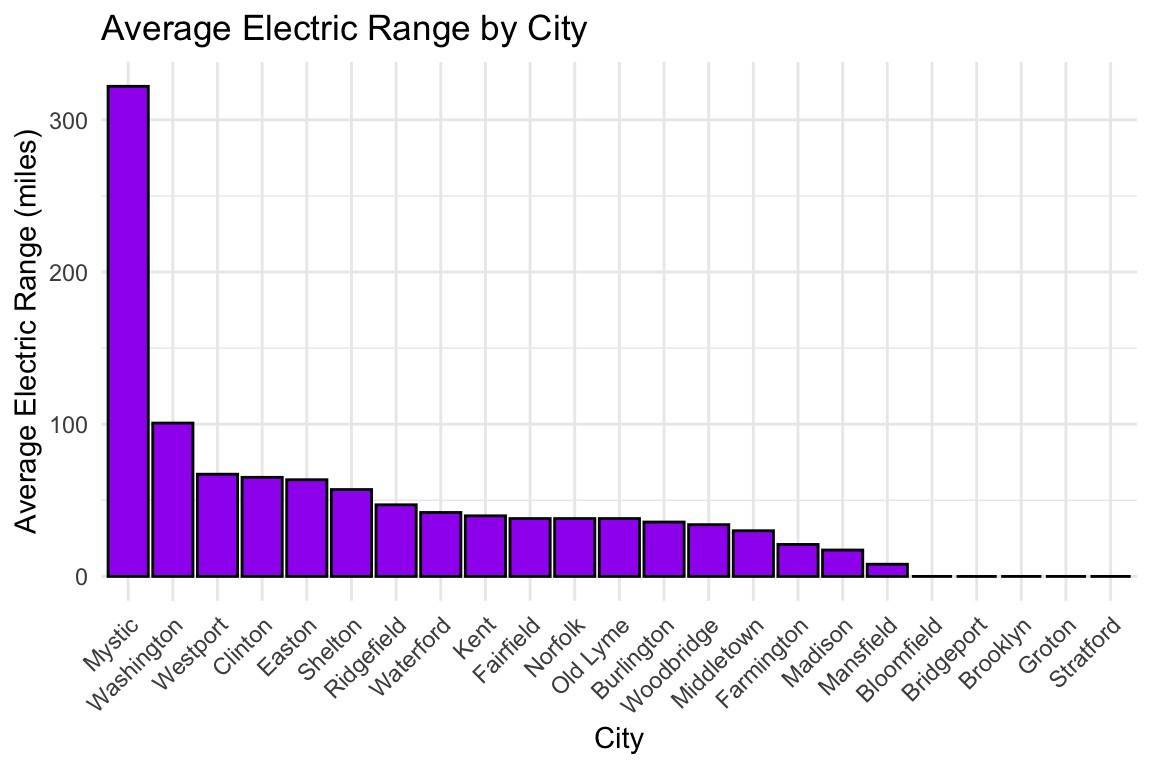 Average Electric Range by City
Average Electric Range (miles)
300
200
100
0
Mystic
Washington
Westport
Clinton
Easton
Shelton
Ridgefield
Waterford
Kent
Fairfield
Norfolk
Old Lyme
Burlington
Woodbridge
Middletown
Farmington
Madison
Mansfield
Bloomfield
Bridgeport
Brooklyn
Groton
Stratford
City